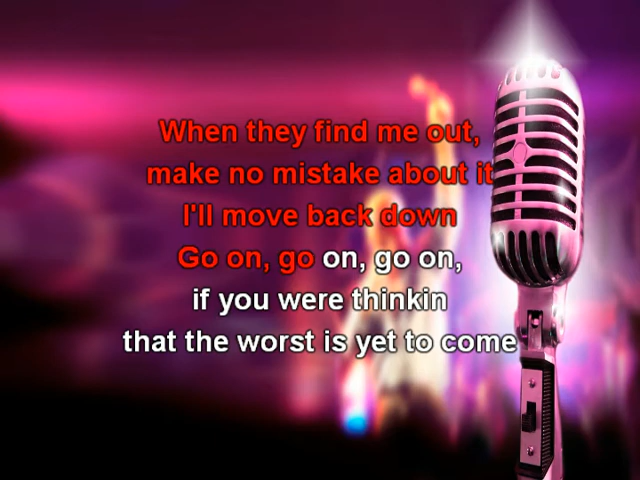 When they find me out,
make no mistake about it
I'll move back down
Go on, go on, go on,
if you were thinkin
that the worst is yet to come